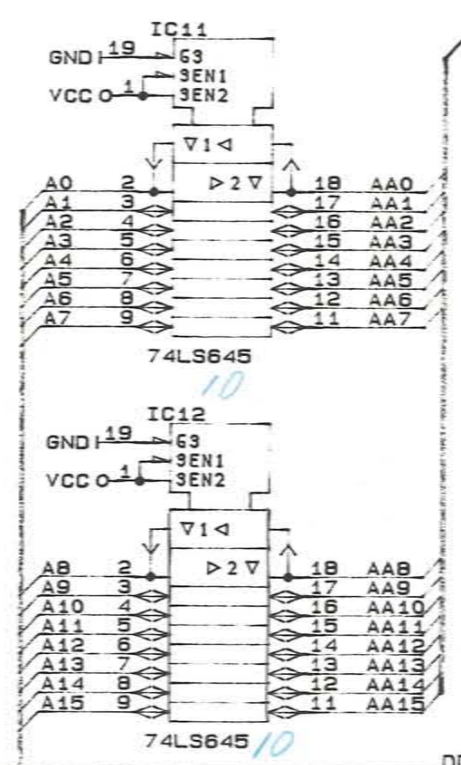 IC11
GND 19 G3
3EN1
VCC 1 3EN2
1
A0 2 2 18 AA0
A1 3 17 AA1
A2 4 16 AA2
A3 5 15 AA3
A4 6 14 AA4
A5 7 13 AA5
A6 8 12 AA6
A7 9 11 AA7
74LS645
10
IC12
GND 19 G3
3EN1
VCC 1 3EN2
1
A8 2 2 18 AA8
A9 3 17 AA9
A10 4 16 AA10
A11 5 15 AA11
A12 6 14 AA12
A13 7 13 AA13
A14 8 12 AA14
A15 9 11 AA15
74LS645 10